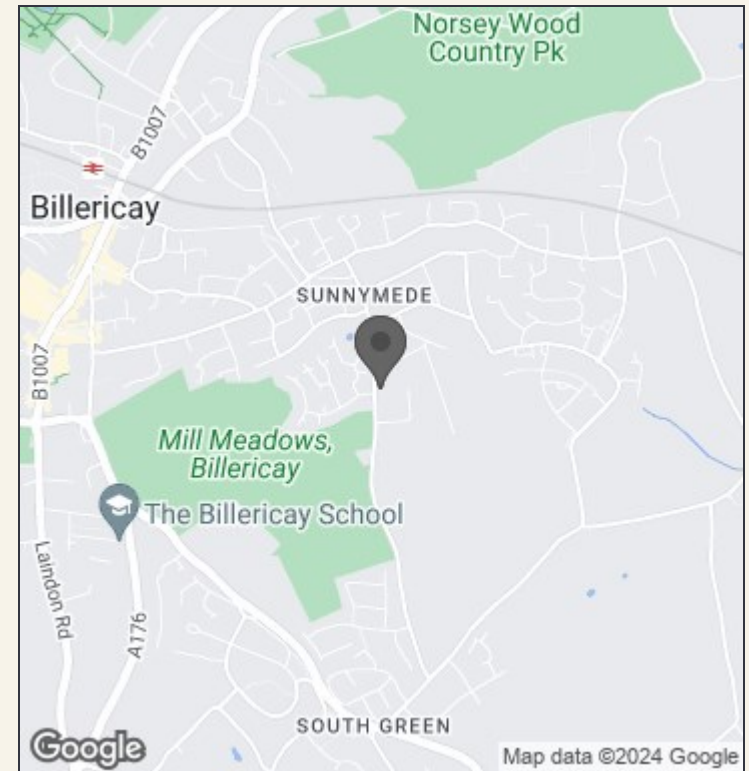 Norsey Wood
Country Pk
B1007
Billericay
SUNNYMEDE
B1007
Mill Meadows,
Billericay
The Billericay School
Laindon Rd
A176
SOUTH GREEN
Google
Map data ©2024 Google